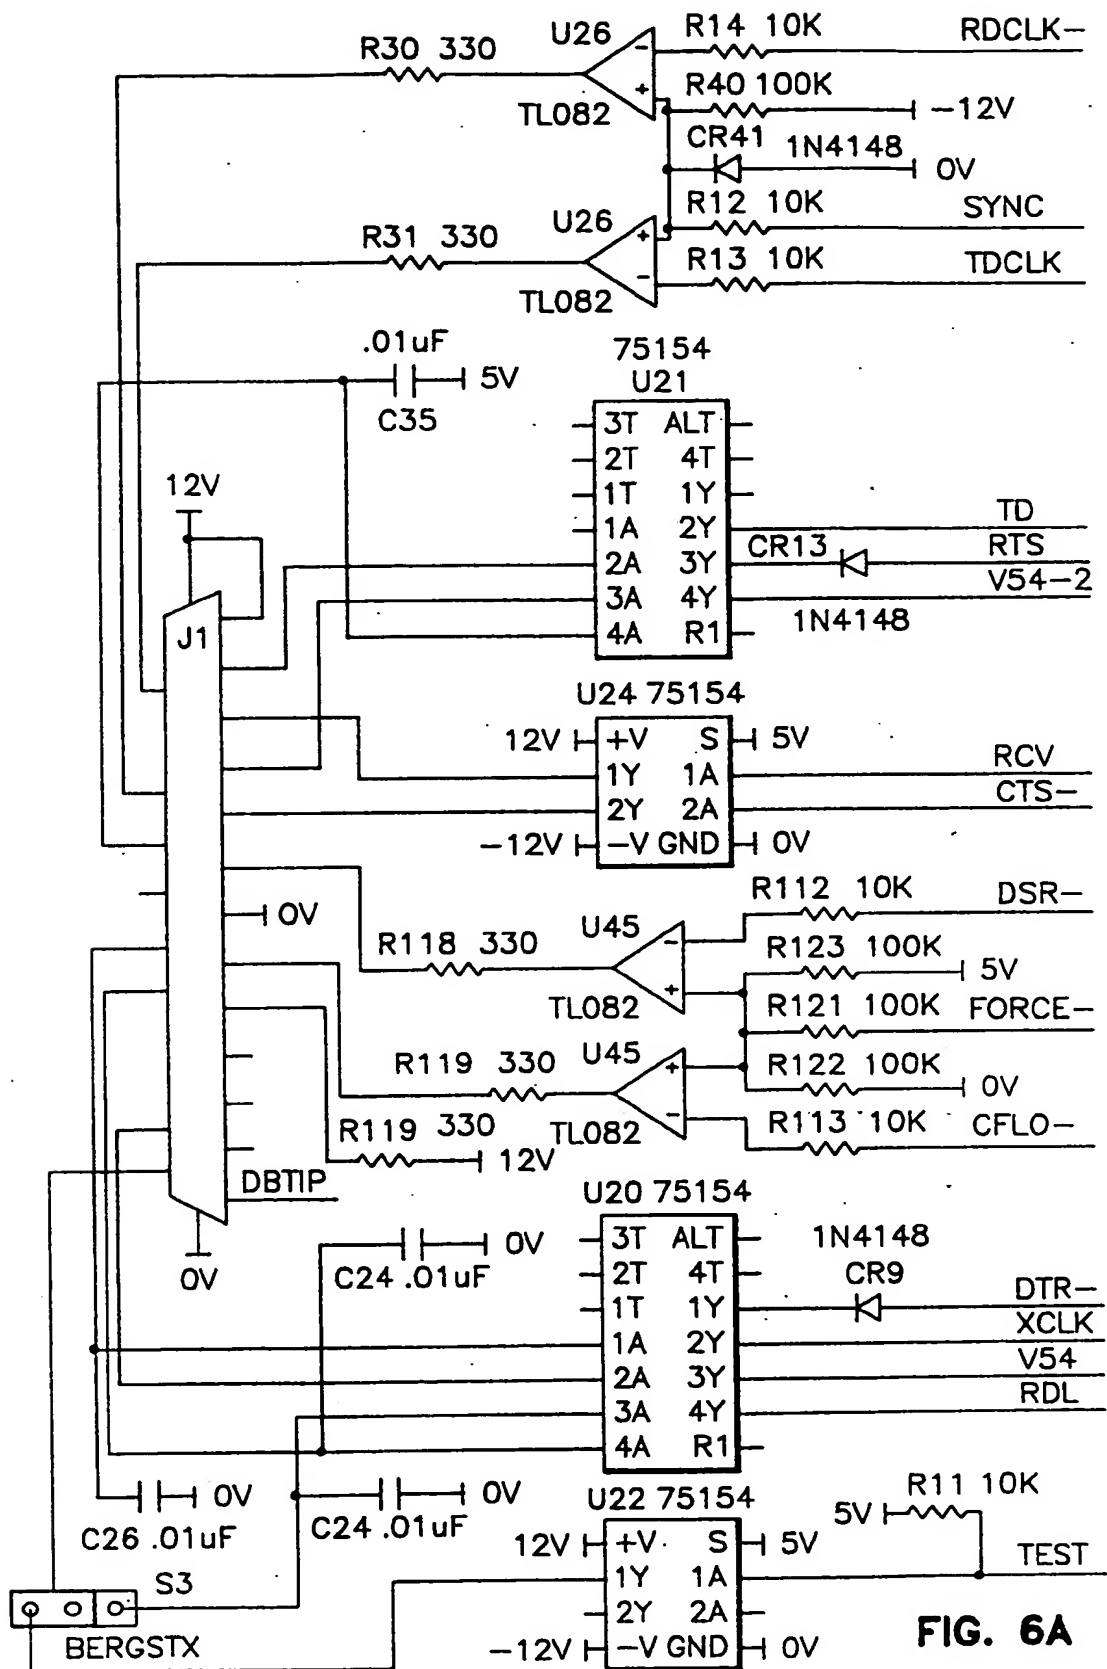 R30 330
U26
R14 10K
RDCLK-
-
+
TL082
R40 100K
-12V
CR41
1N4148
0V
R31 330
U26
R12 10K
SYNC
+
-
TL082
R13 10K
TDCLK
.01uF
5V
C35
75154
U21
3T ALT
2T 4T
1T 1Y
1A 2Y
TD
2A 3Y
CR13
RTS
3A 4Y
V54-2
4A R1
1N4148
12V
J1
U24 75154
12V +V S 5V
1Y 1A
RCV
2Y 2A
CTS-
-12V -V GND 0V
0V
R112 10K
DSR-
R118 330
U45
-
+
TL082
R123 100K
5V
R121 100K
FORCE-
R119 330
U45
+
-
TL082
R122 100K
0V
R113 10K
CFLO-
R119 330
12V
DBTIP
0V
U20 75154
C24 .01uF
0V
3T ALT
2T 4T
1T 1Y
1A 2Y
2A 3Y
3A 4Y
4A R1
1N4148
CR9
DTR-
XCLK
V54
RDL
0V
C26 .01uF
0V
C24 .01uF
U22 75154
R11 10K
5V
12V +V S 5V
1Y 1A
TEST
2Y 2A
-12V -V GND 0V
S3
BERGSTX
FIG. 6A